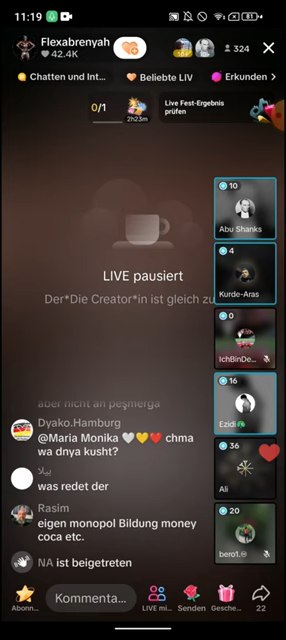 11:19
81
Flexabrenyah
42.4K
324
Chatten und Int...
Beliebte LIV
Erkunden >
0/1
2h23m
Live Fest-Ergebnis
prüfen
10
Abu Shanks
LIVE pausiert
Der*Die Creator*in ist gleich zu
4
Kurde-Aras
0
IchBinDe...
16
Ezidi
36
Ali
20
bero1.
aber nicht an peşmerga
Dyako.Hamburg
@Maria Monika 🤍💛❤️ chma
wa dnya kusht?
was redet der
Rasim
eigen monopol Bildung money
coca etc.
NA ist beigetreten
Abonn...
Kommenta...
LIVE mi...
Senden
Gesche...
22